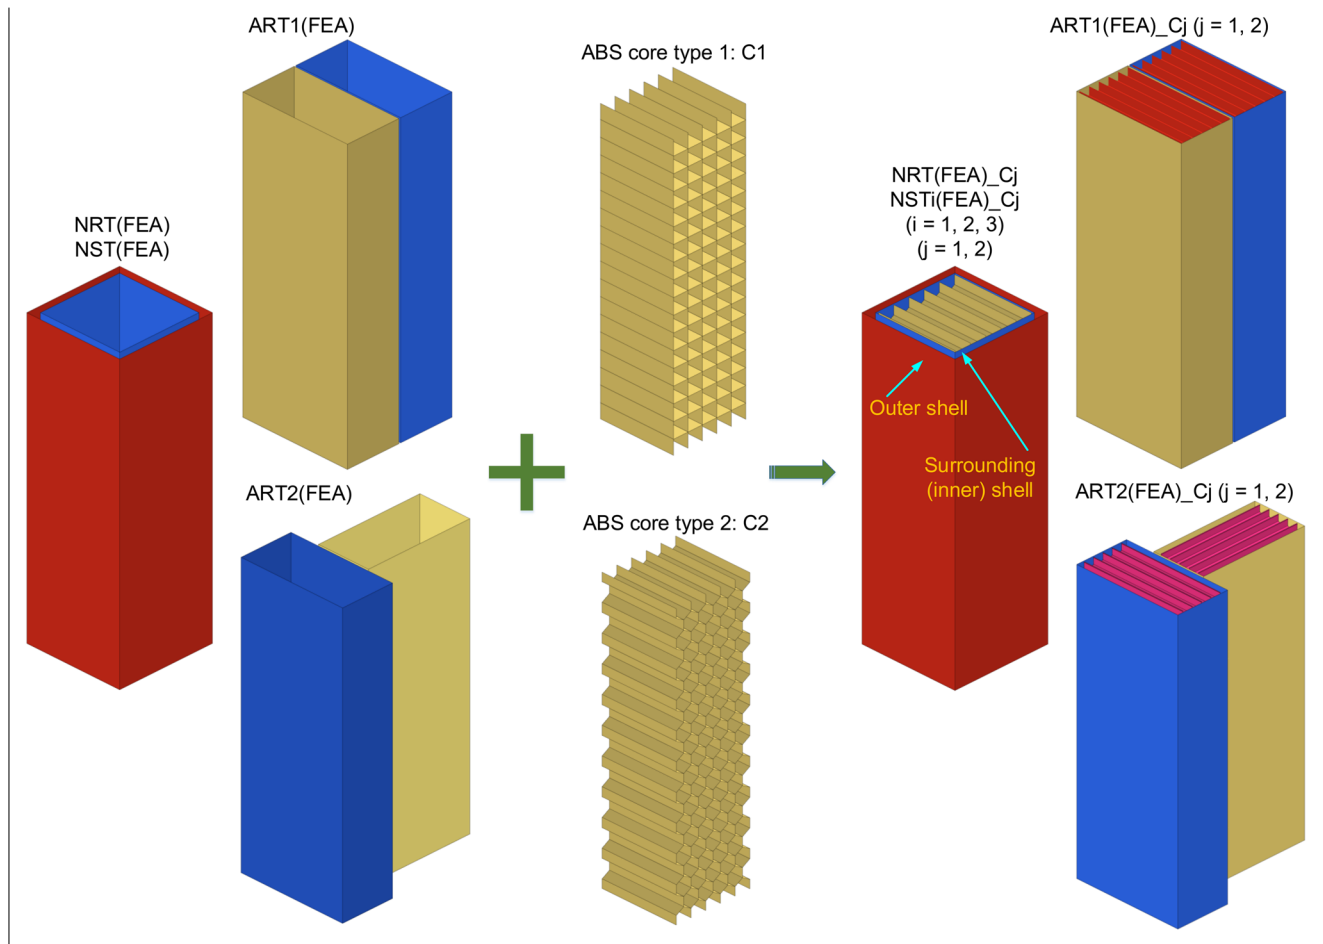 ART1(FEA)
ABS core type 1: C1
ART1(FEA)_Cj (j = 1, 2)
NRT(FEA)
NST(FEA)
NRT(FEA)_Cj
NSTi(FEA)_Cj
(i = 1, 2, 3)
(j = 1, 2)
Outer shell
Surrounding
(inner) shell
ART2(FEA)
ABS core type 2: C2
ART2(FEA)_Cj (j = 1, 2)